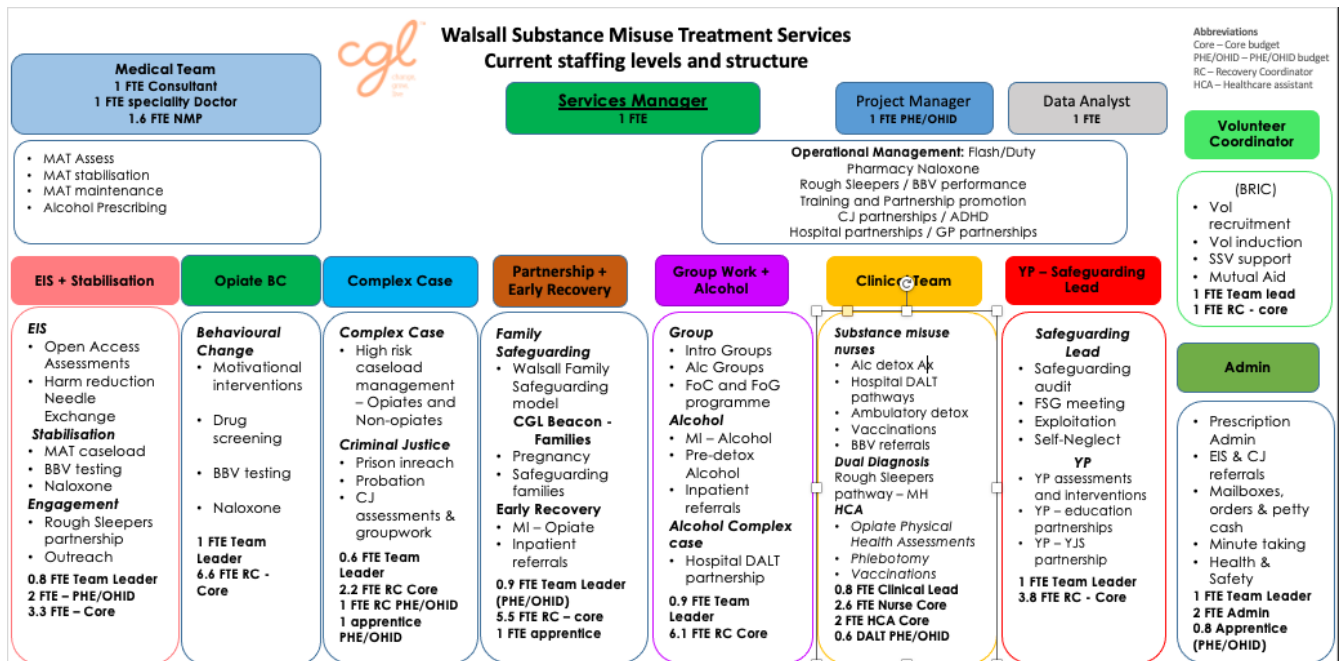 cgl
change,
grow,
live
Walsall Substance Misuse Treatment Services
Current staffing levels and structure
Abbreviations
Core – Core budget
PHE/OHID – PHE/OHID budget
RC – Recovery Coordinator
HCA – Healthcare assistant
Medical Team
1 FTE Consultant
1 FTE speciality Doctor
1.6 FTE NMP
Services Manager
1 FTE
Project Manager
1 FTE PHE/OHID
Data Analyst
1 FTE
Volunteer
Coordinator
• MAT Assess
• MAT stabilisation
• MAT maintenance
• Alcohol Prescribing
Operational Management: Flash/Duty
Pharmacy Naloxone
Rough Sleepers / BBV performance
Training and Partnership promotion
CJ partnerships / ADHD
Hospital partnerships / GP partnerships
(BRIC)
• Vol
recruitment
• Vol induction
• SSV support
• Mutual Aid
1 FTE Team lead
1 FTE RC - core
EIS + Stabilisation
EIS
• Open Access
Assessments
• Harm reduction
Needle
Exchange
Stabilisation
• MAT caseload
• BBV testing
• Naloxone
Engagement
• Rough Sleepers
partnership
• Outreach
0.8 FTE Team Leader
2 FTE – PHE/OHID
3.3 FTE – Core
Opiate BC
Behavioural
Change
• Motivational
interventions
• Drug
screening
• BBV testing
• Naloxone
1 FTE Team
Leader
6.6 FTE RC -
Core
Complex Case
Complex Case
• High risk
caseload
management
– Opiates and
Non-opiates
Criminal Justice
• Prison inreach
• Probation
• CJ
assessments &
groupwork
0.6 FTE Team
Leader
2.2 FTE RC Core
1 FTE RC PHE/OHID
1 apprentice
PHE/OHID
Partnership +
Early Recovery
Family
Safeguarding
• Walsall Family
Safeguarding
model
CGL Beacon -
Families
• Pregnancy
• Safeguarding
families
Early Recovery
• MI – Opiate
• Inpatient
referrals
0.9 FTE Team Leader
(PHE/OHID)
5.5 FTE RC – core
1 FTE apprentice
Group Work +
Alcohol
Group
• Intro Groups
• Alc Groups
• FoC and FoG
programme
Alcohol
• MI – Alcohol
• Pre-detox
Alcohol
• Inpatient
referrals
Alcohol Complex
case
• Hospital DALT
partnership
0.9 FTE Team
Leader
6.1 FTE RC Core
Clinical Team
Substance misuse
nurses
• Alc detox Ax
• Hospital DALT
pathways
• Ambulatory detox
• Vaccinations
• BBV referrals
Dual Diagnosis
Rough Sleepers
pathway – MH
HCA
• Opiate Physical
Health Assessments
• Phlebotomy
• Vaccinations
0.8 FTE Clinical Lead
2.6 FTE Nurse Core
2 FTE HCA Core
0.6 DALT PHE/OHID
YP – Safeguarding
Lead
Safeguarding
Lead
• Safeguarding
audit
• FSG meeting
• Exploitation
• Self-Neglect
YP
• YP assessments
and interventions
• YP – education
partnerships
• YP – YJS
partnership
1 FTE Team Leader
3.8 FTE RC - Core
Admin
• Prescription
Admin
• EIS & CJ
referrals
• Mailboxes,
orders & petty
cash
• Minute taking
• Health &
Safety
1 FTE Team Leader
2 FTE Admin
0.8 Apprentice
(PHE/OHID)